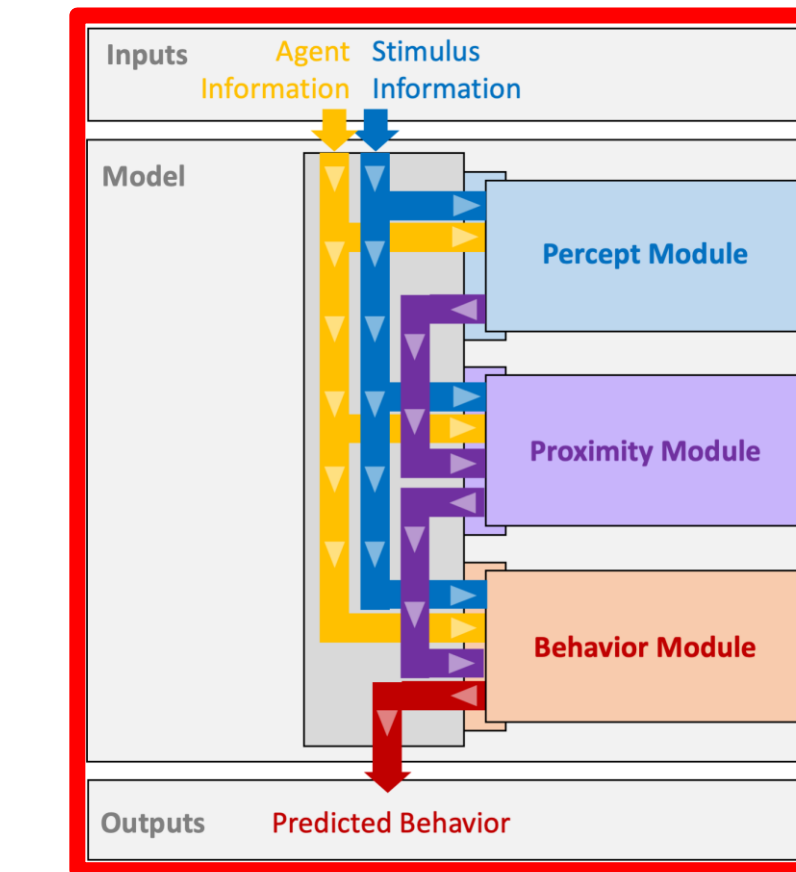 Inputs
Agent Stimulus
Information Information
Model
Percept Module
Proximity Module
Behavior Module
Outputs
Predicted Behavior